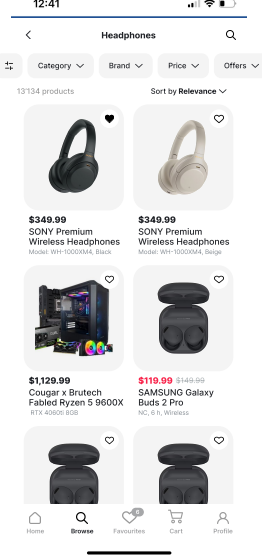 12:41
Headphones
Category Brand Price Offers
13'134 products Sort by Relevance
$349.99 $349.99
SONY Premium SONY Premium
Wireless Headphones Wireless Headphones
Model: WH-1000XM4, Black Model: WH-1000XM4, Beige
$1,129.99 $119.99 $149.99
Cougar x Brutech SAMSUNG Galaxy
Fabled Ryzen 5 9600X Buds 2 Pro
RTX 4060ti 8GB NC, 6 h, Wireless
6
Home Browse Favourites Cart Profile